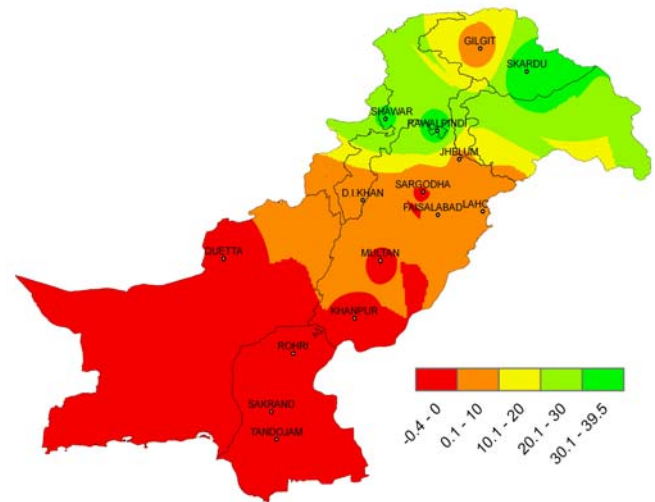 GILGIT
SKARDU
SHAWAR
RAWALPINDI
JHELUM
SARGODHA
D.I.KHAN
FAISALABAD
LAHC
QUETTA
MULTAN
KHANPUR
ROHRI
SAKRAND
TANDOJAM
-0.4 - 0
0.1 - 10
10.1 - 20
20.1 - 30
30.1 - 39.5